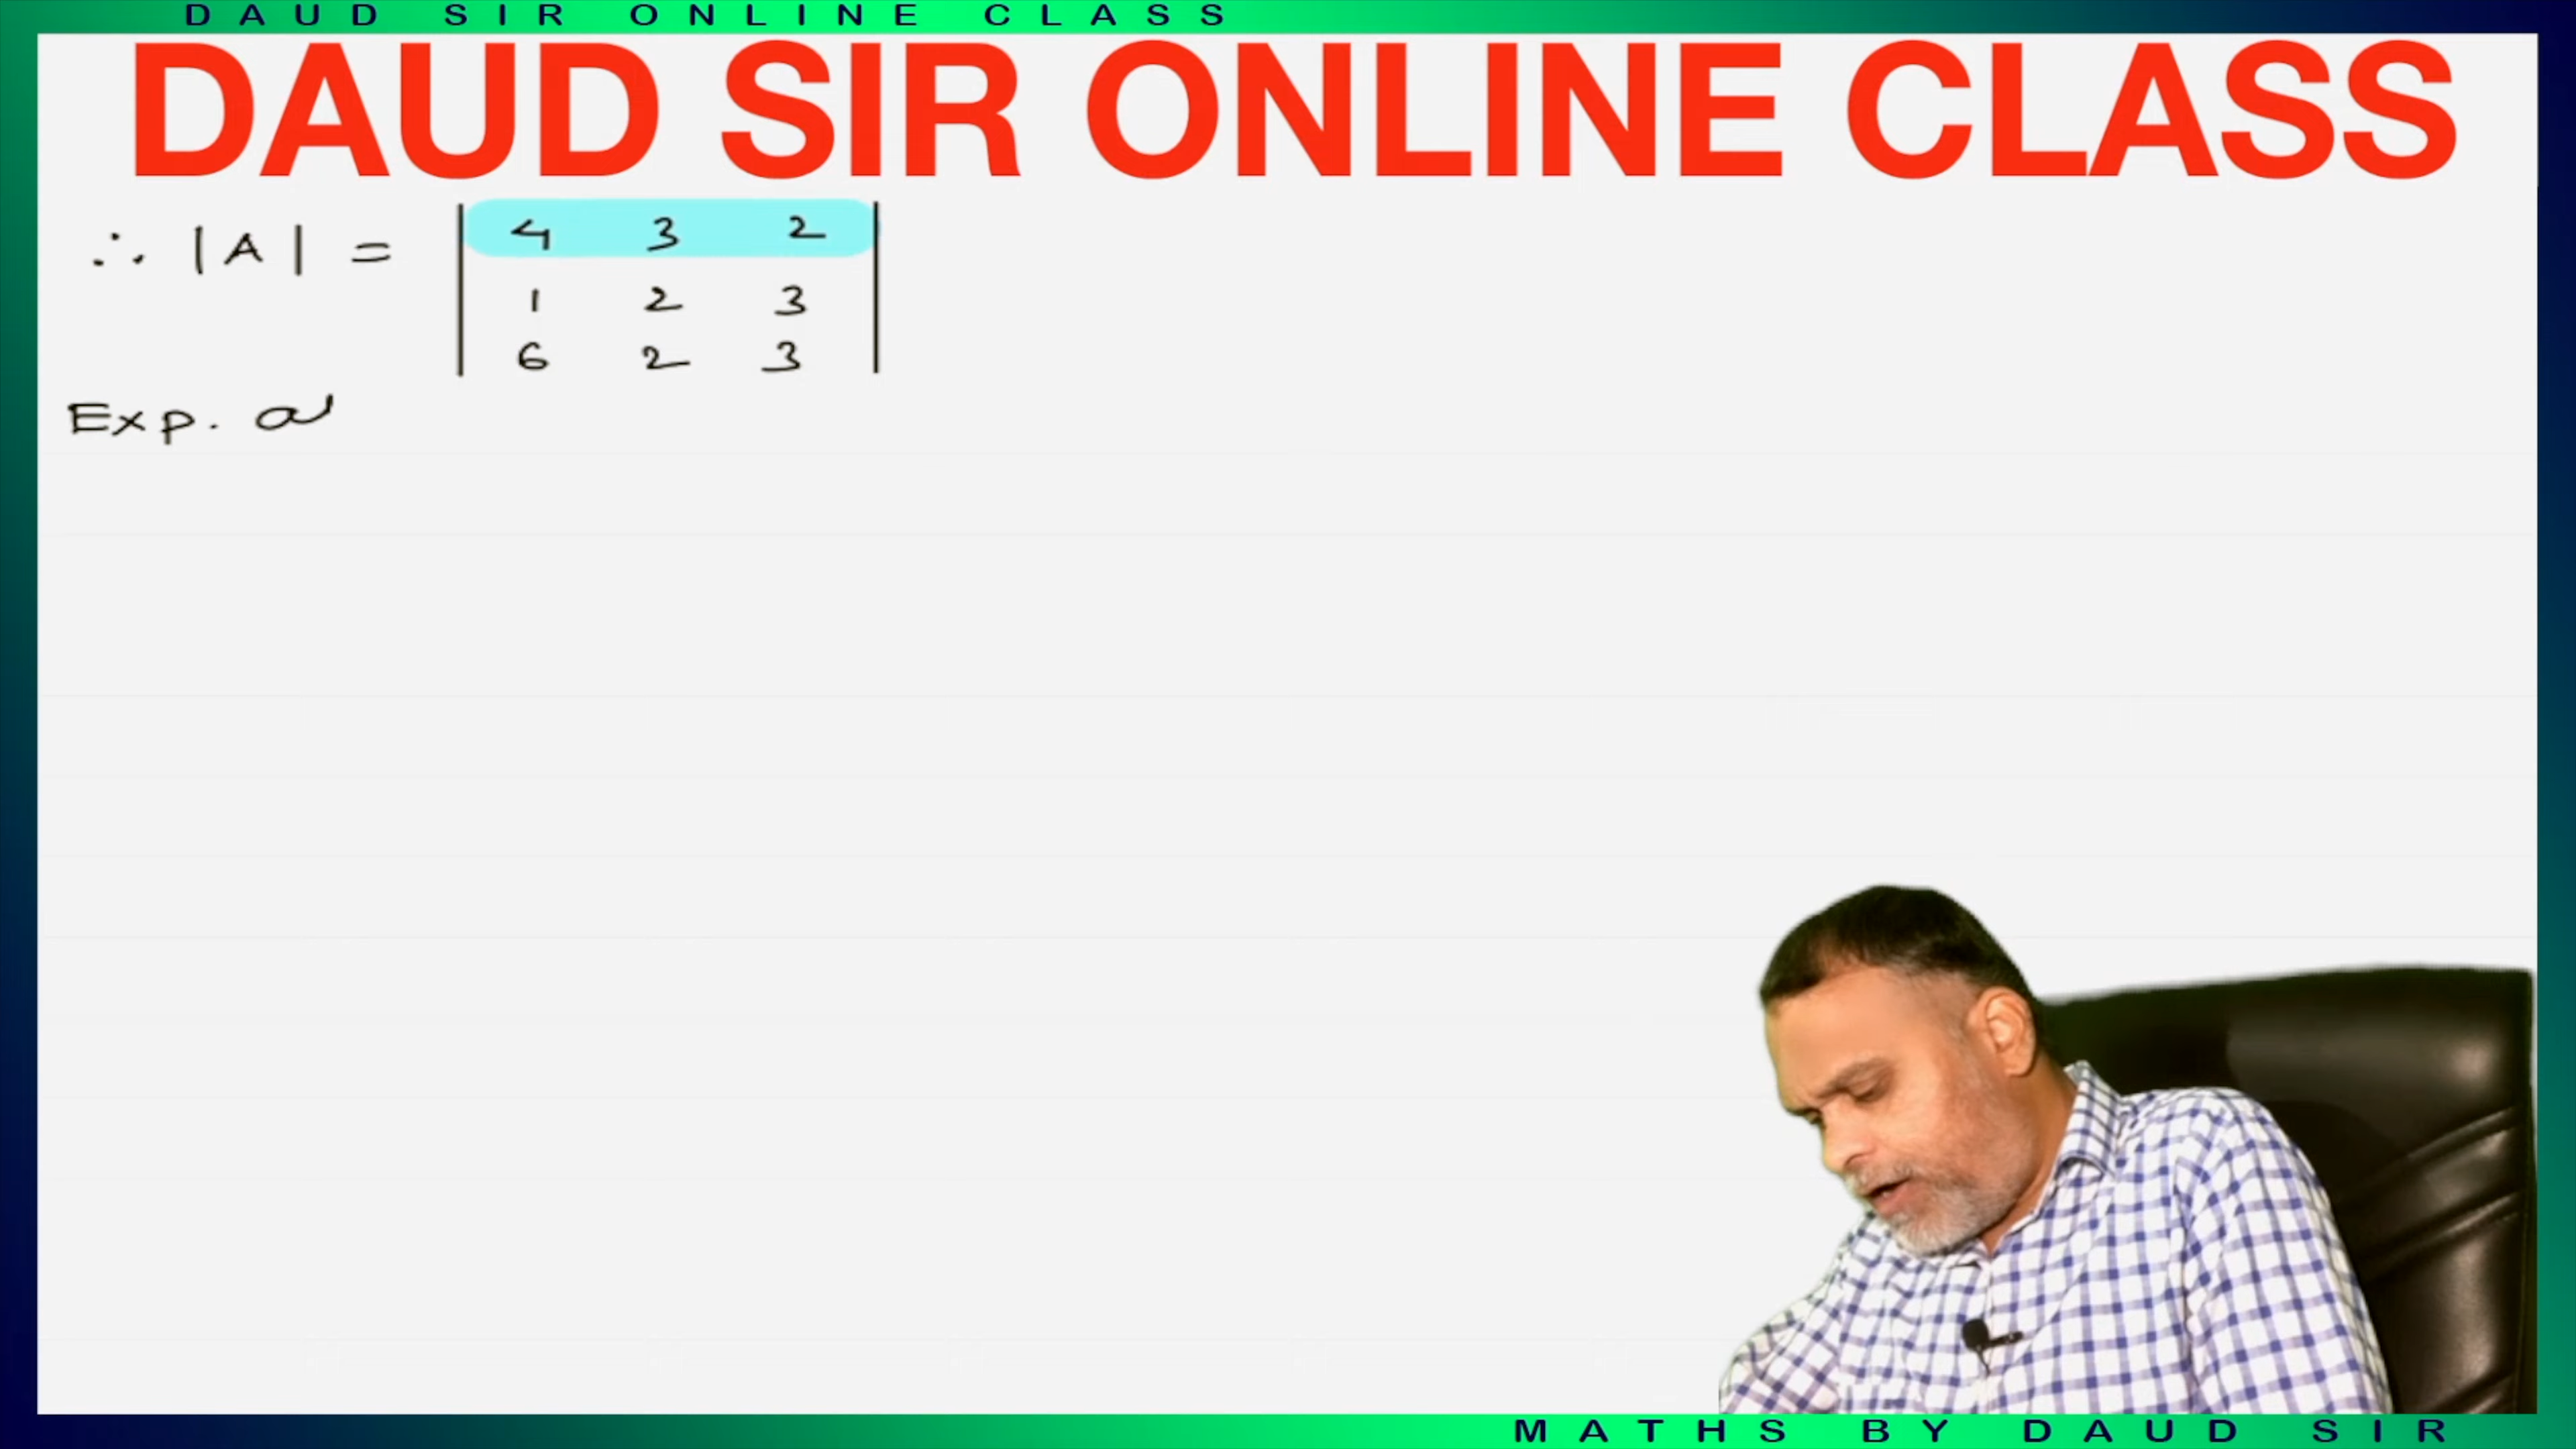 DAUD SIR ONLINE CLASS
DAUD SIR ONLINE CLASS
∴ |A| = | 4 3 2 |
1 2 3
6 2 3
Exp.
MATHS BY DAUD SIR